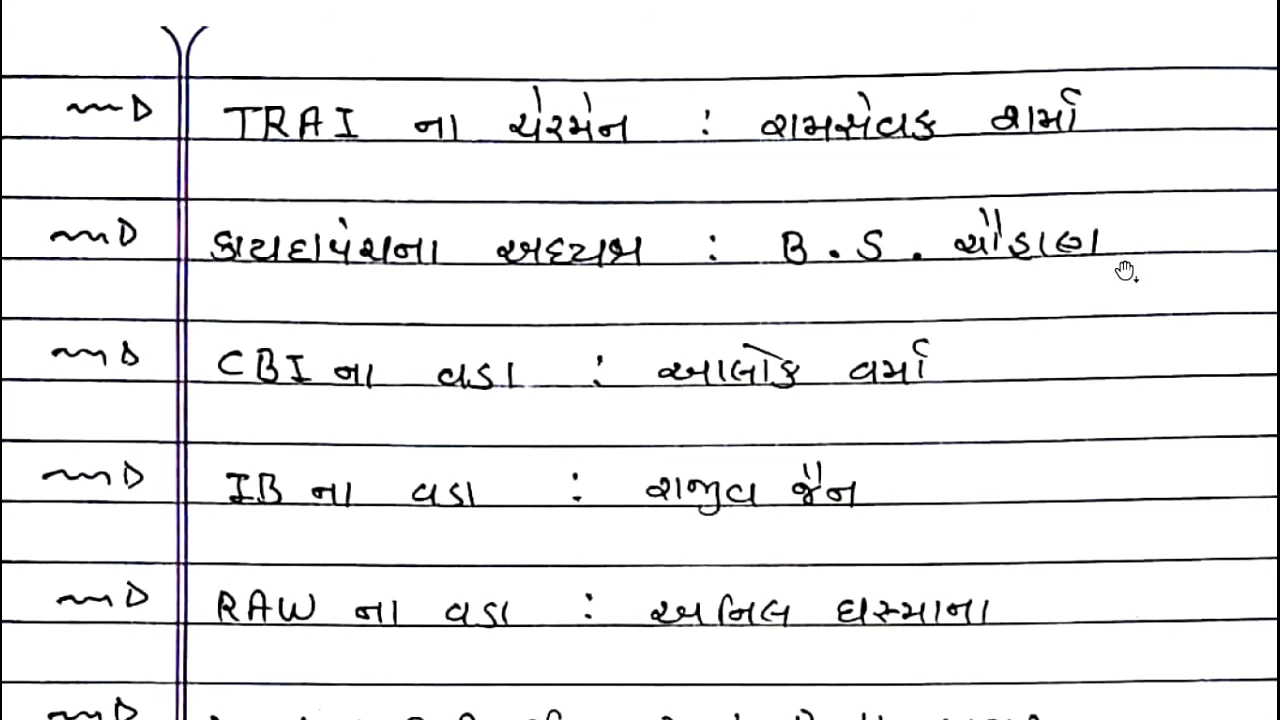 TRAI ના ચેરમેન : રામસેવક શર્મા
કાયદાપંચના અધ્યક્ષ : B.S. ચૌહાણ
CBI ના વડા : આલોક વર્મા
IB ના વડા : રાજીવ જૈન
RAW ના વડા : અનિલ ધસ્માના